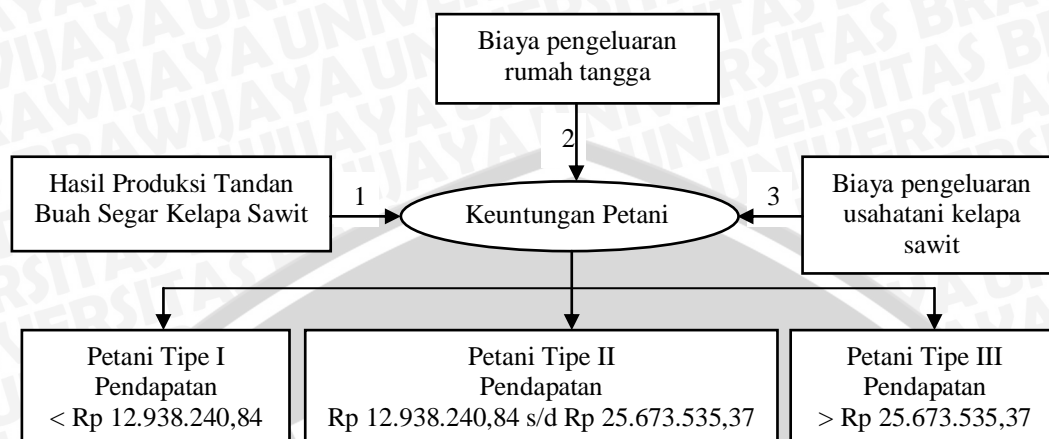 Biaya pengeluaran
rumah tangga
2
Hasil Produksi Tandan
Buah Segar Kelapa Sawit
1
Keuntungan Petani
3
Biaya pengeluaran
usahatani kelapa
sawit
Petani Tipe I
Pendapatan
< Rp 12.938.240,84
Petani Tipe II
Pendapatan
Rp 12.938.240,84 s/d Rp 25.673.535,37
Petani Tipe III
Pendapatan
> Rp 25.673.535,37